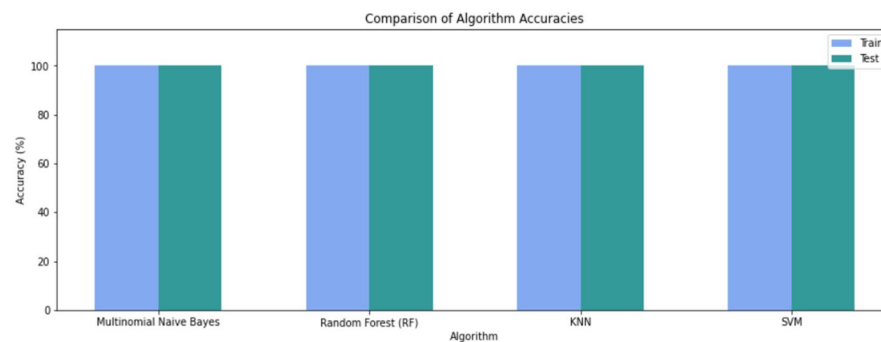 Comparison of Algorithm Accuracies
Train
Test
Accuracy (%)
100
80
60
40
20
0
Multinomial Naive Bayes Random Forest (RF) KNN SVM
Algorithm